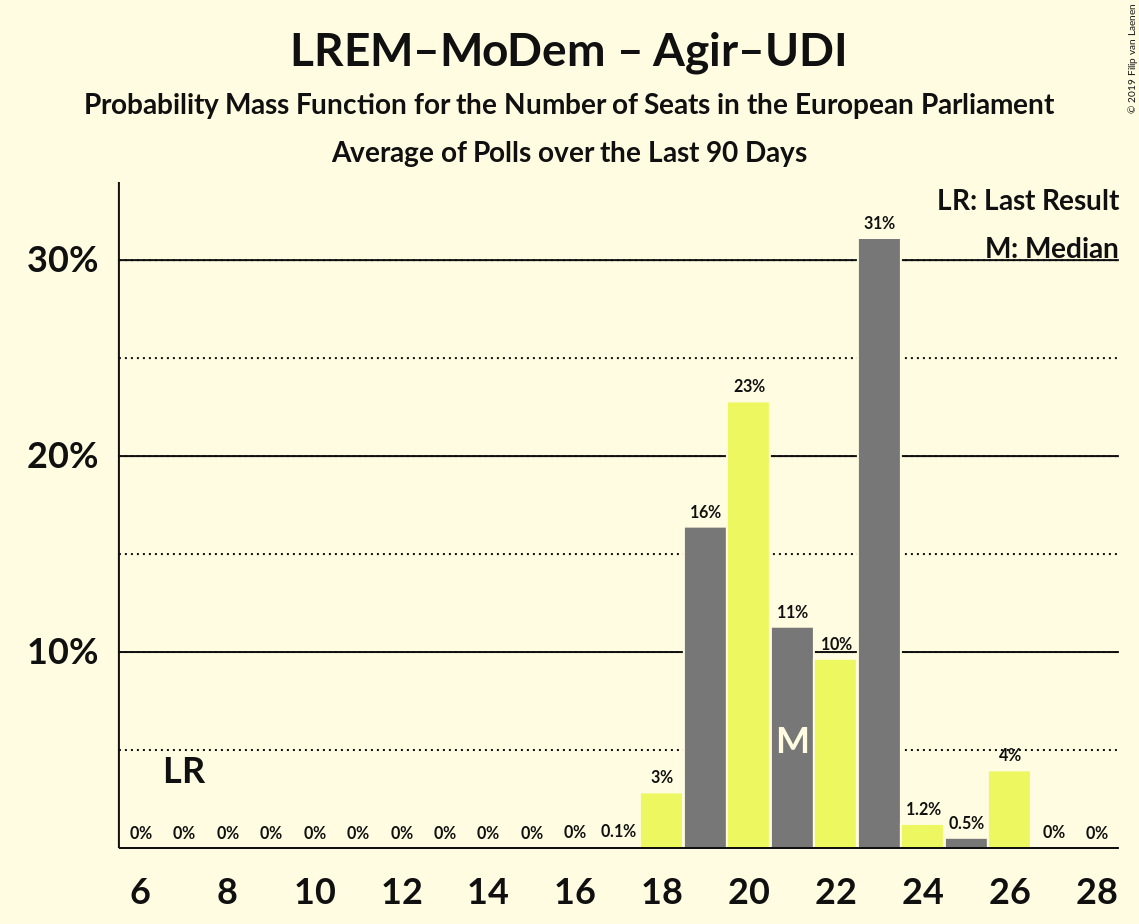 LREM–MoDem – Agir–UDI
Probability Mass Function for the Number of Seats in the European Parliament
Average of Polls over the Last 90 Days
© 2019 Filip van Laenen
LR: Last Result
M: Median
31%
30%
23%
20%
16%
11%
10%
10%
M
LR
3%
4%
1.2%
0.5%
0% 0% 0% 0% 0% 0% 0% 0% 0% 0% 0% 0.1% 0% 0%
6 8 10 12 14 16 18 20 22 24 26 28